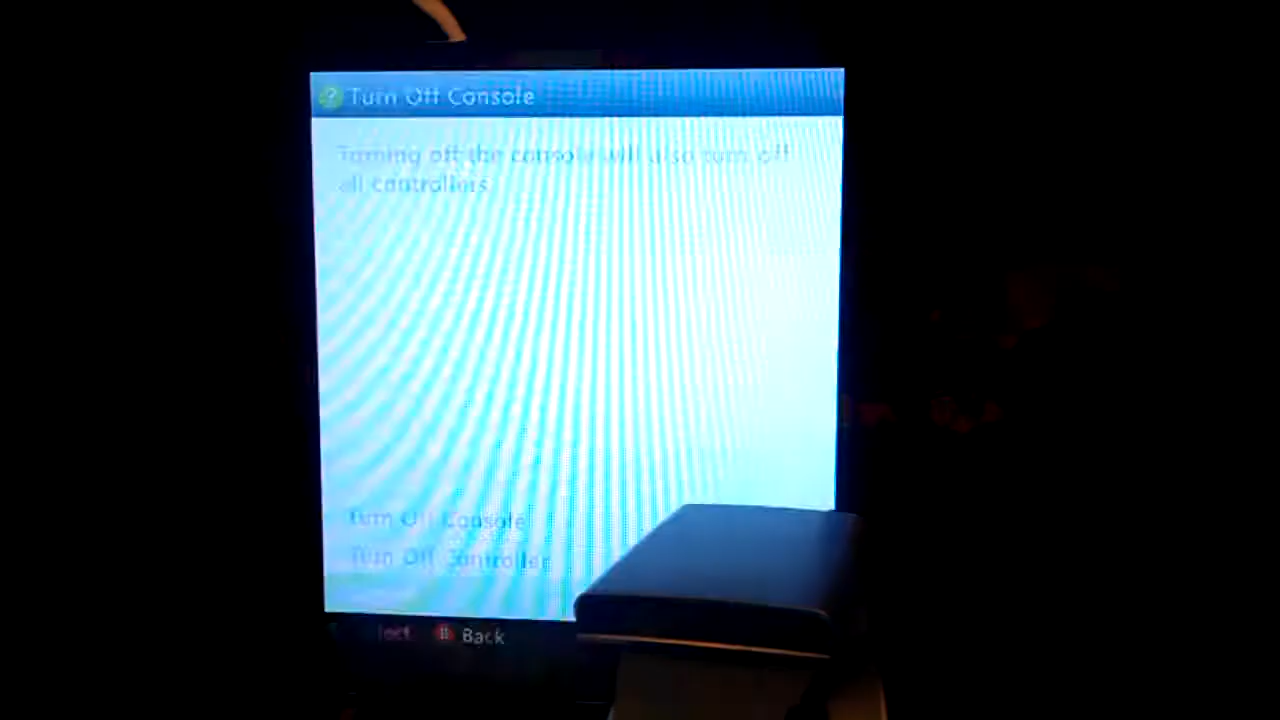 Turn Off Console
Turning off the console will also turn off
all controllers.
Turn Off Console
Turn Off Controller
Back